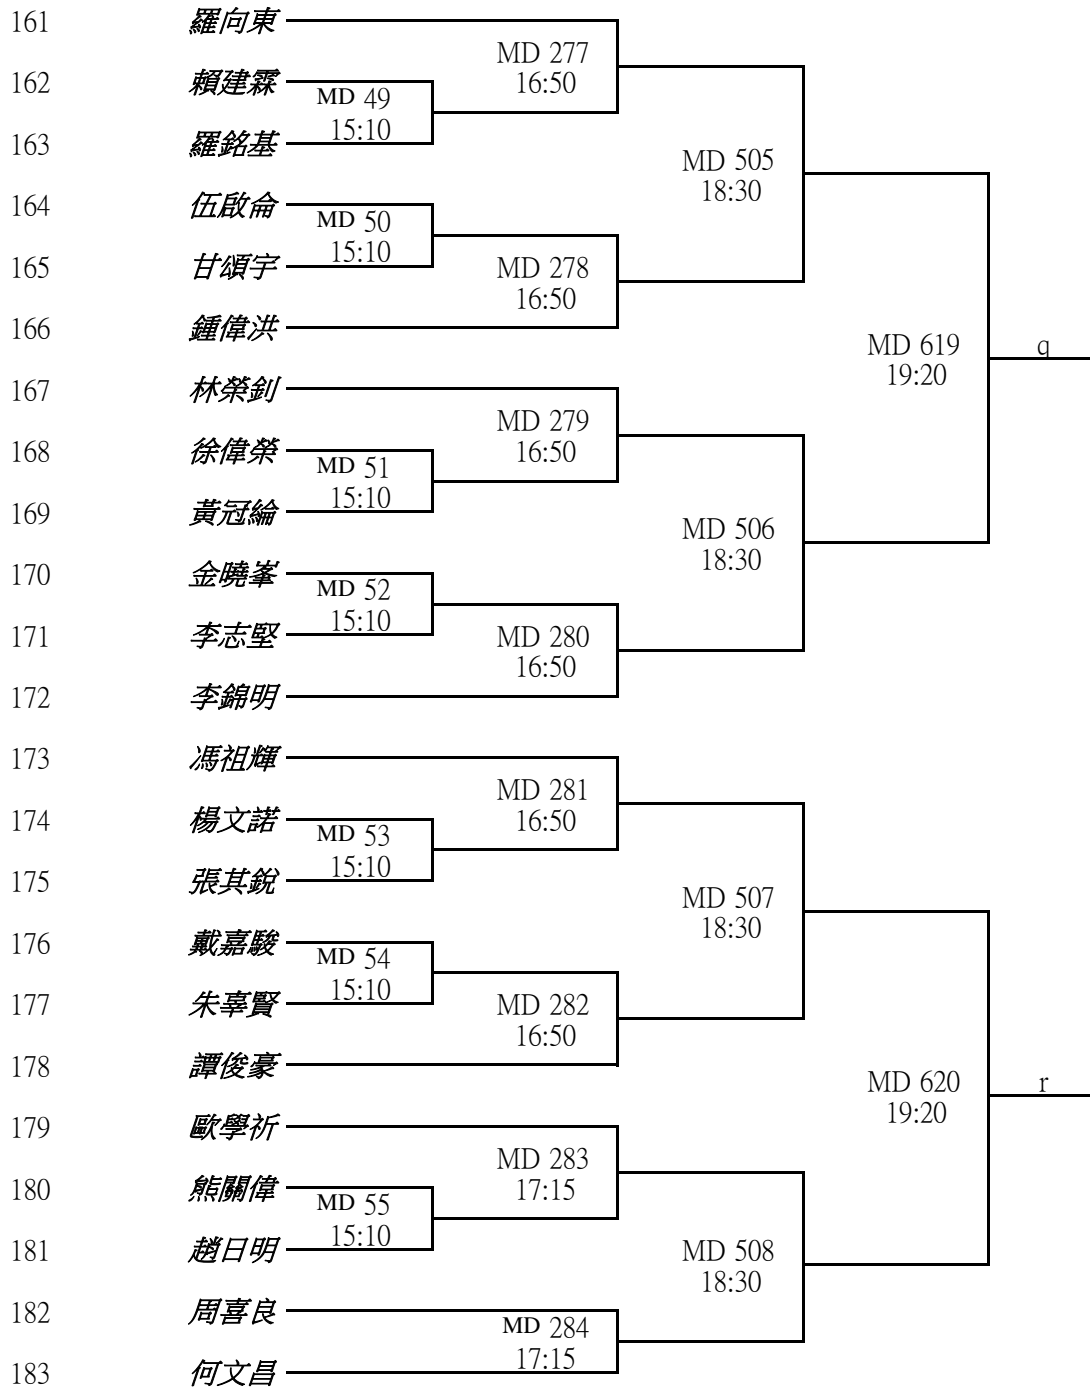 161 羅向東
MD 277
16:50
162 賴建霖
MD 49
15:10
163 羅銘基
MD 505
18:30
164 伍啟侖
MD 50
15:10
165 甘頌宇
MD 278
16:50
166 鍾偉洪
MD 619
19:20
q
167 林榮釗
MD 279
16:50
168 徐偉榮
MD 51
15:10
169 黃冠綸
MD 506
18:30
170 金曉峯
MD 52
15:10
171 李志堅
MD 280
16:50
172 李錦明
173 馮祖輝
MD 281
16:50
174 楊文諾
MD 53
15:10
175 張其銳
MD 507
18:30
176 戴嘉駿
MD 54
15:10
177 朱辜賢
MD 282
16:50
178 譚俊豪
MD 620
19:20
r
179 歐學祈
MD 283
17:15
180 熊關偉
MD 55
15:10
181 趙日明
MD 508
18:30
182 周喜良
MD 284
17:15
183 何文昌